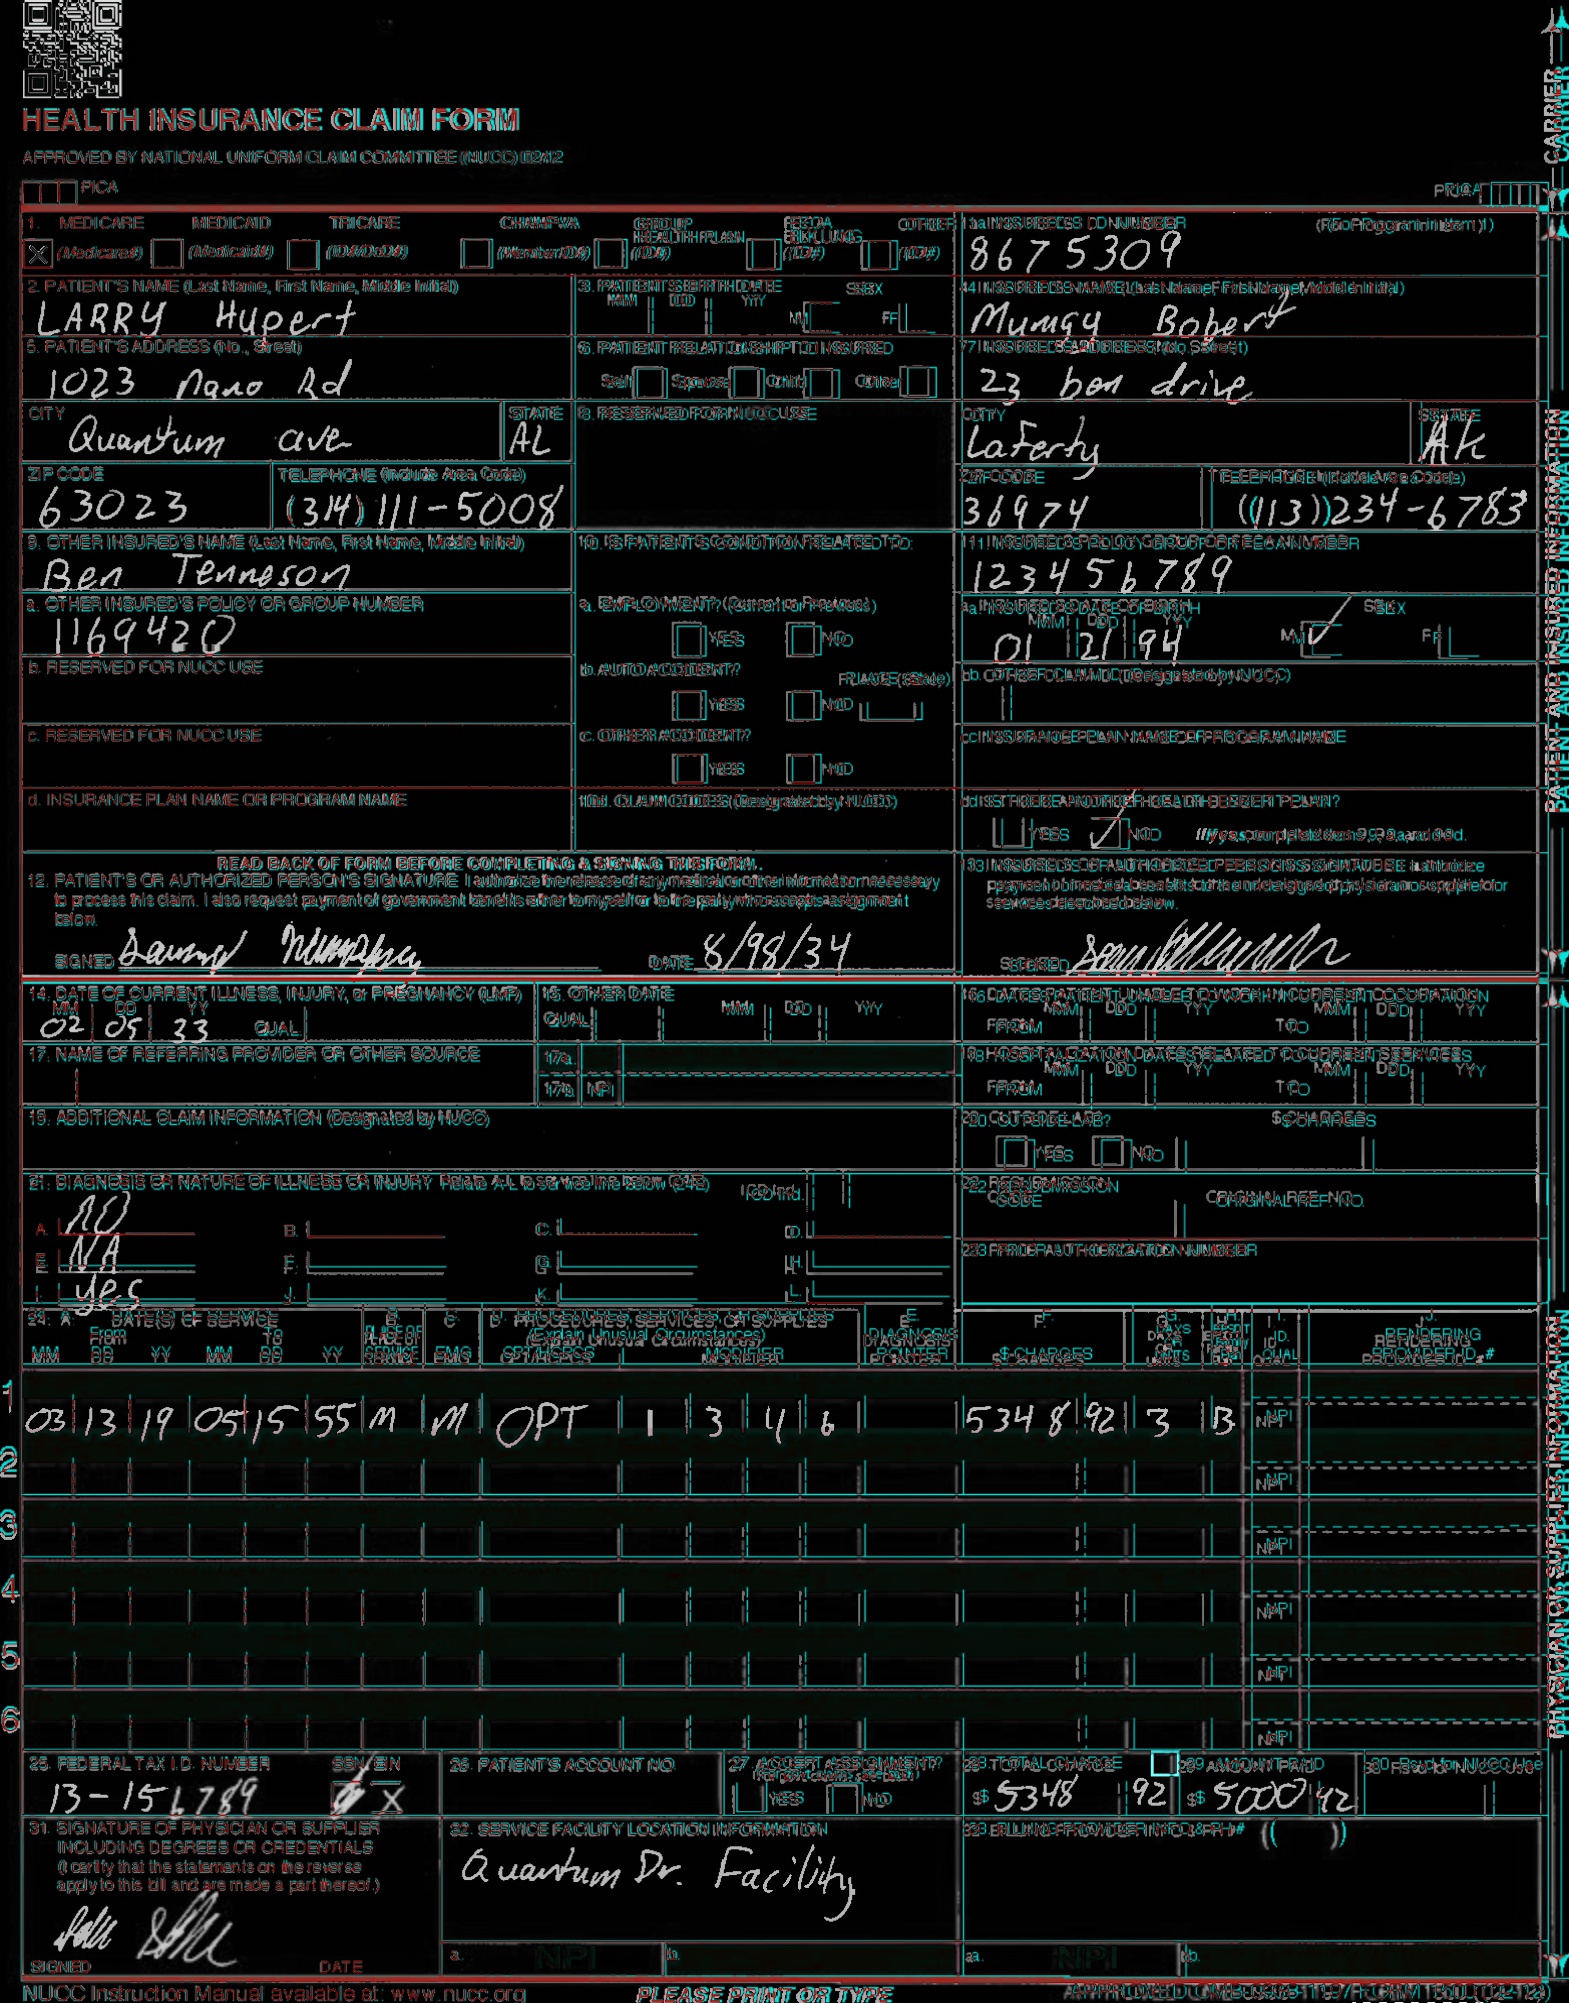 HEALTH INSURANCE CLAIM FORM
APPROVED BY NATIONAL UNIFORM CLAIM COMMITTEE (NUCC) 02/12
PICA PICA
CARRIER
1. MEDICARE MEDICAID TRICARE CHAMPVA GROUP HEALTH PLAN FECA BLK LUNG OTHER
X (Medicare#) (Medicaid#) (ID#/DoD#) (Member ID#) (ID#) (ID#) (ID#)
1a. INSURED'S I.D. NUMBER (For Program in Item 1)
8675309
2. PATIENT'S NAME (Last Name, First Name, Middle Initial)
LARRY Hupert
3. PATIENT'S BIRTH DATE SEX
MM DD YY M F
4. INSURED'S NAME (Last Name, First Name, Middle Initial)
Bobert
5. PATIENT'S ADDRESS (No., Street)
1023 nano Rd
6. PATIENT RELATIONSHIP TO INSURED
Self Spouse Child Other
7. INSURED'S ADDRESS (No., Street)
23 ben drive
CITY STATE
Quantum ave AL
8. RESERVED FOR NUCC USE
CITY STATE
Laferty AK
ZIP CODE TELEPHONE (Include Area Code)
63023 (314) 111-5008
ZIP CODE TELEPHONE (Include Area Code)
36974 (113) 234-6783
9. OTHER INSURED'S NAME (Last Name, First Name, Middle Initial)
Ben Tenneson
10. IS PATIENT'S CONDITION RELATED TO:
11. INSURED'S POLICY GROUP OR FECA NUMBER
123456789
a. OTHER INSURED'S POLICY OR GROUP NUMBER
1169420
a. EMPLOYMENT? (Current or Previous)
YES NO
a. INSURED'S DATE OF BIRTH SEX
MM DD YY
01 21 94 M F
b. RESERVED FOR NUCC USE
b. AUTO ACCIDENT? PLACE (State)
YES NO
b. OTHER CLAIM ID (Designated by NUCC)
c. RESERVED FOR NUCC USE
c. OTHER ACCIDENT?
YES NO
c. INSURANCE PLAN NAME OR PROGRAM NAME
d. INSURANCE PLAN NAME OR PROGRAM NAME
10d. CLAIM CODES (Designated by NUCC)
d. IS THERE ANOTHER HEALTH BENEFIT PLAN?
YES NO If yes, complete items 9, 9a, and 9d.
PATIENT AND INSURED INFORMATION
READ BACK OF FORM BEFORE COMPLETING & SIGNING THIS FORM.
12. PATIENT'S OR AUTHORIZED PERSON'S SIGNATURE I authorize the release of any medical or other information necessary
to process this claim. I also request payment of government benefits either to myself or to the party who accepts assignment
below.
SIGNED DATE 8/98/34
13. INSURED'S OR AUTHORIZED PERSON'S SIGNATURE I authorize
payment of medical benefits to the undersigned physician or supplier for
services described below.
SIGNED
14. DATE OF CURRENT ILLNESS, INJURY, or PREGNANCY (LMP)
MM DD YY
02 05 33 QUAL.
15. OTHER DATE
QUAL. MM DD YY
16. DATES PATIENT UNABLE TO WORK IN CURRENT OCCUPATION
MM DD YY MM DD YY
FROM TO
17. NAME OF REFERRING PROVIDER OR OTHER SOURCE
17a.
17b. NPI
18. HOSPITALIZATION DATES RELATED TO CURRENT SERVICES
MM DD YY MM DD YY
FROM TO
19. ADDITIONAL CLAIM INFORMATION (Designated by NUCC)
20. OUTSIDE LAB? $ CHARGES
YES NO
21. DIAGNOSIS OR NATURE OF ILLNESS OR INJURY Relate A-L to service line below (24E) ICD Ind.
A. NO B. C. D.
E. NA F. G. H.
I. yes J. K. L.
22. RESUBMISSION CODE ORIGINAL REF. NO.
23. PRIOR AUTHORIZATION NUMBER
24. A. DATE(S) OF SERVICE B. C. D. PROCEDURES, SERVICES, OR SUPPLIES E. F. G. H. I. J.
From To PLACE OF (Explain Unusual Circumstances) DIAGNOSIS DAYS OR UNITS ID. RENDERING
MM DD YY MM DD YY SERVICE EMG CPT/HCPCS MODIFIER POINTER $ CHARGES QUAL. PROVIDER ID. #
1 03 13 19 05 15 55 M M OPT 1 3 4 6 5348 92 3 B NPI
2 NPI
3 NPI
4 NPI
5 NPI
6 NPI
PHYSICIAN OR SUPPLIER INFORMATION
25. FEDERAL TAX I.D. NUMBER SSN EIN
13-156789 X
26. PATIENT'S ACCOUNT NO.
27. ACCEPT ASSIGNMENT?
(For govt. claims, see back)
YES NO
28. TOTAL CHARGE
$ 5348 92
29. AMOUNT PAID
$ 5000 42
30. Rsvd for NUCC Use
31. SIGNATURE OF PHYSICIAN OR SUPPLIER
INCLUDING DEGREES OR CREDENTIALS
(I certify that the statements on the reverse
apply to this bill and are made a part thereof.)
SIGNED DATE
32. SERVICE FACILITY LOCATION INFORMATION
Quantum Dr. Facility
a. NPI b.
33. BILLING PROVIDER INFO & PH # ( )
a. NPI b.
NUCC Instruction Manual available at: www.nucc.org
PLEASE PRINT OR TYPE
APPROVED OMB-0938-1197 FORM 1500 (02-12)